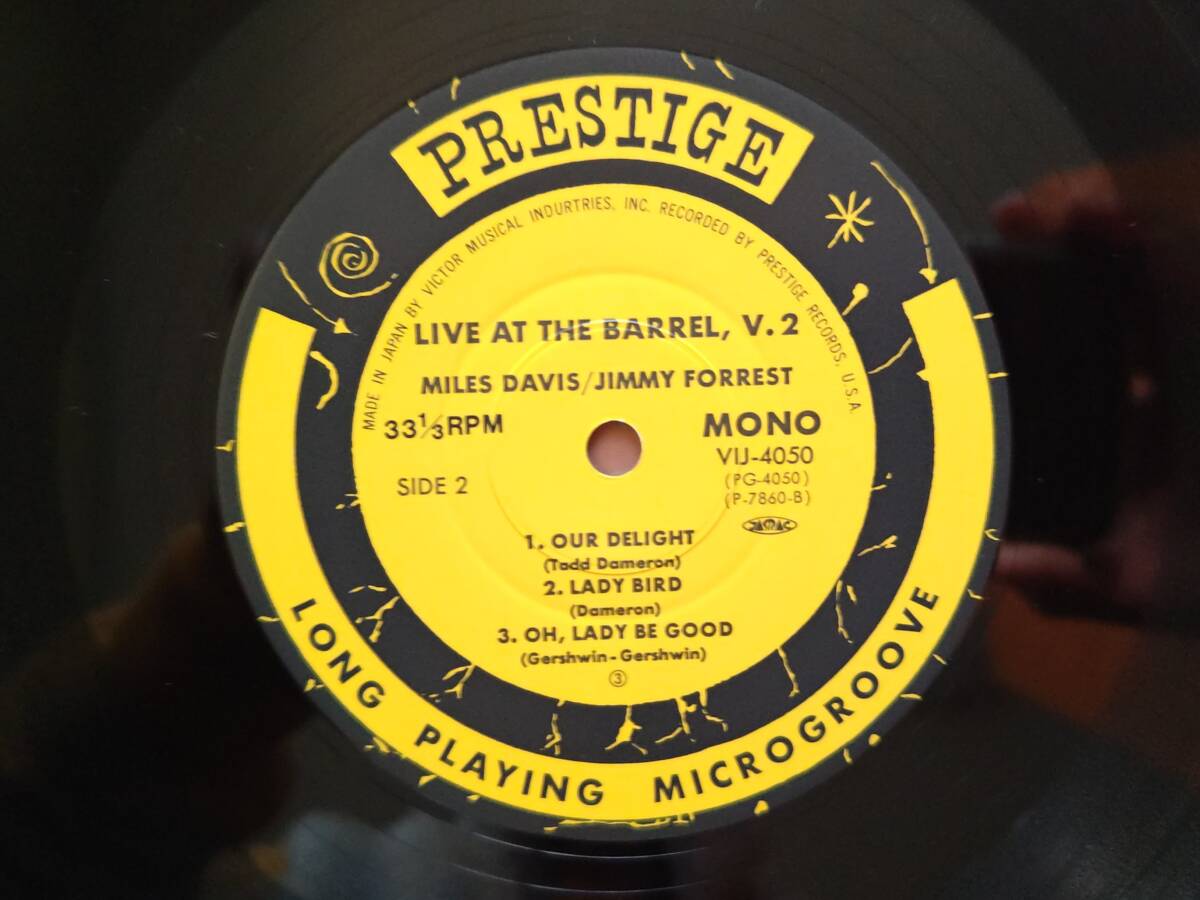 PRESTIGE
MADE IN JAPAN BY VICTOR MUSICAL INDURTRIES, INC. RECORDED BY PRESTIGE RECORDS, U.S.A.
LIVE AT THE BARREL, V.2
MILES DAVIS/JIMMY FORREST
33⅓RPM
MONO
SIDE 2
VIJ-4050
(PG-4050)
(P-7860-B)
JASRAC
1. OUR DELIGHT
(Tadd Dameron)
2. LADY BIRD
(Dameron)
3. OH, LADY BE GOOD
(Gershwin-Gershwin)
③
LONG PLAYING MICROGROOVE